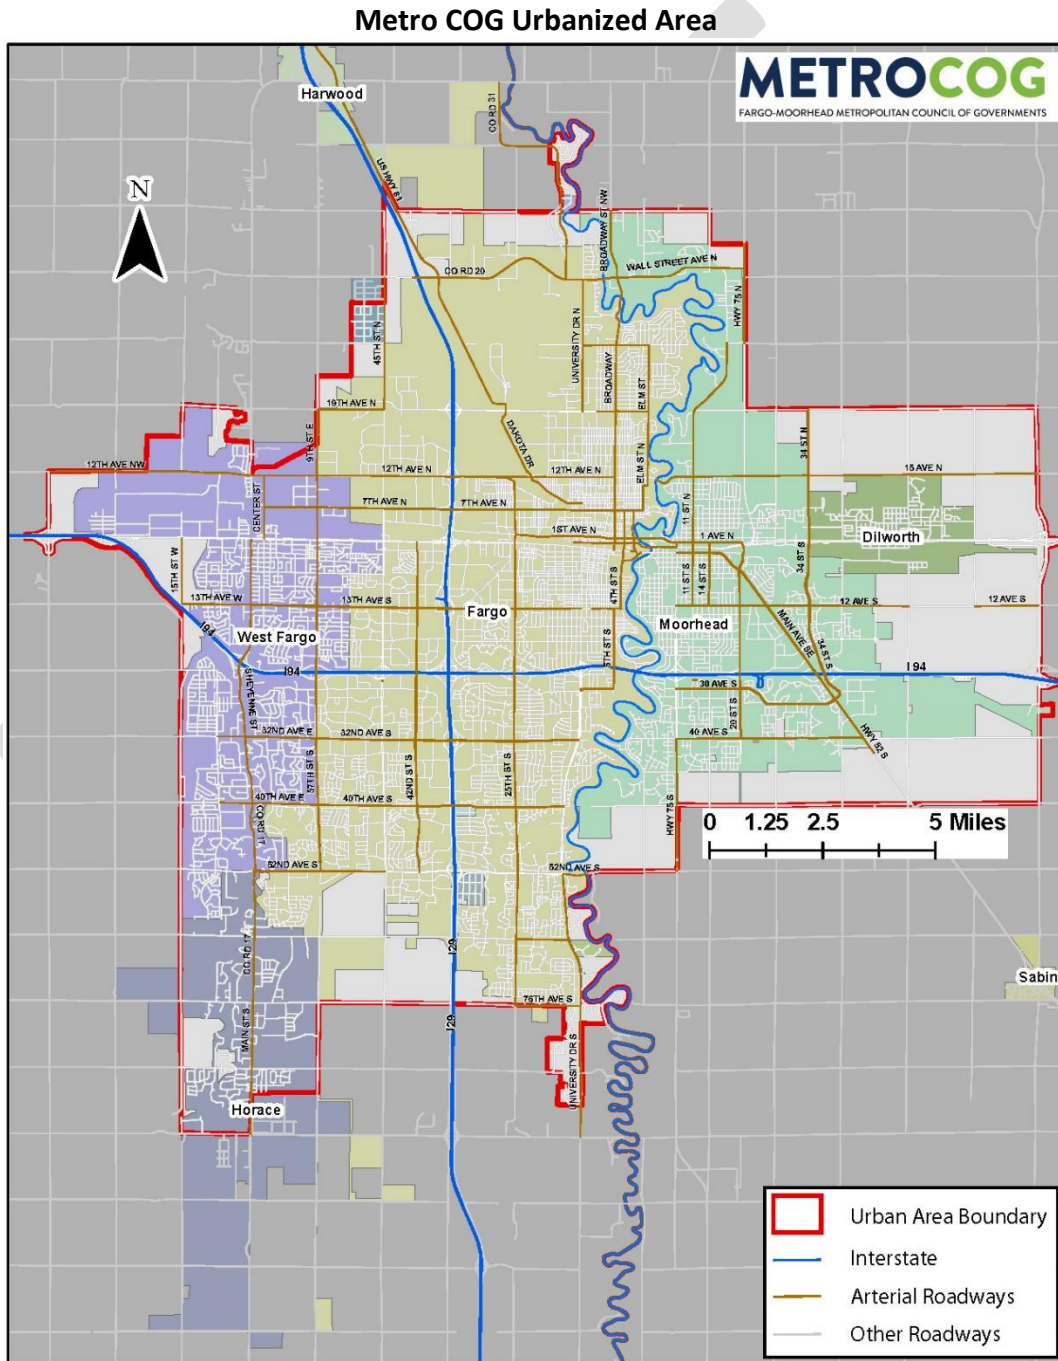 Metro COG Urbanized Area
METROCOG
FARGO-MOORHEAD METROPOLITAN COUNCIL OF GOVERNMENTS
Harwood
CO RD 31
US HWY 81
N
BROADWAY ST NW
WALL STREET AVE N
CO RD 20
HWY 75 N
45TH ST N
UNIVERSITY DR N
BROADWAY
ELM ST
19TH AVE N
9TH ST E
DAKOTA DR
34 ST N
12TH AVE NW
12TH AVE N
12TH AVE N
ELM ST N
15 AVE N
CENTER ST
7TH AVE N
7TH AVE N
11 ST N
1ST AVE N
1 AVE N
Dilworth
15TH ST W
34 ST S
13TH AVE W
13TH AVE S
Fargo
4TH ST S
11 ST S
14 ST S
12 AVE S
12 AVE S
I94
West Fargo
Moorhead
MAIN AVE SE
34 ST S
5TH ST S
I94
I94
SHEYENNE ST
30 AVE S
20 ST S
32ND AVE E
32ND AVE S
40 AVE S
HWY 52 S
57TH ST S
42ND ST S
25TH ST S
40TH AVE E
40TH AVE S
CO RD 17
HWY 75 S
0 1.25 2.5 5 Miles
52ND AVE S
52ND AVE S
CO RD 17
I29
Sabin
76TH AVE S
MAIN ST S
I29
UNIVERSITY DR S
Horace
Urban Area Boundary
Interstate
Arterial Roadways
Other Roadways